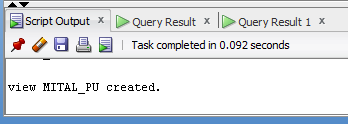 Script Output x Query Result x Query Result 1 x
Task completed in 0.092 seconds
view MITAL_PU created.